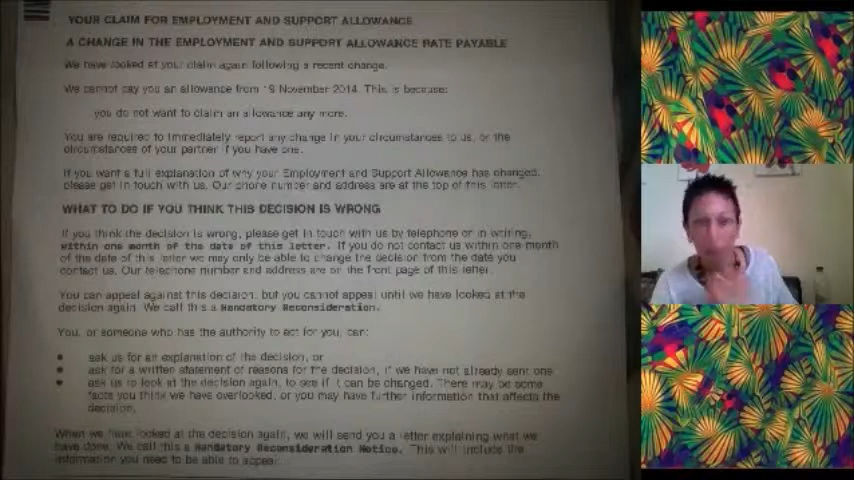 YOUR CLAIM FOR EMPLOYMENT AND SUPPORT ALLOWANCE
A CHANGE IN THE EMPLOYMENT AND SUPPORT ALLOWANCE RATE PAYABLE
We have looked at your claim again following a recent change.
We cannot pay you an allowance from 19 November 2014. This is because:
you do not want to claim an allowance any more.
You are required to immediately report any change in your circumstances to us, or the
circumstances of your partner if you have one.
If you want a full explanation of why your Employment and Support Allowance has changed,
please get in touch with us. Our phone number and address are at the top of this letter.
WHAT TO DO IF YOU THINK THIS DECISION IS WRONG
If you think the decision is wrong, please get in touch with us by telephone or in writing,
within one month of the date of this letter. If you do not contact us within one month
of the date of this letter we may only be able to change the decision from the date you
contact us. Our telephone number and address are on the front page of this letter.
You can appeal against this decision, but you cannot appeal until we have looked at the
decision again. We call this a Mandatory Reconsideration.
You, or someone who has the authority to act for you, can:
• ask us for an explanation of the decision, or
• ask for a written statement of reasons for the decision, if we have not already sent one
• ask us to look at the decision again, to see if it can be changed. There may be some
facts you think we have overlooked, or you may have further information that affects the
decision.
When we have looked at the decision again, we will send you a letter explaining what we
have done. We call this a Mandatory Reconsideration Notice. This will include the
information you need to be able to appeal.